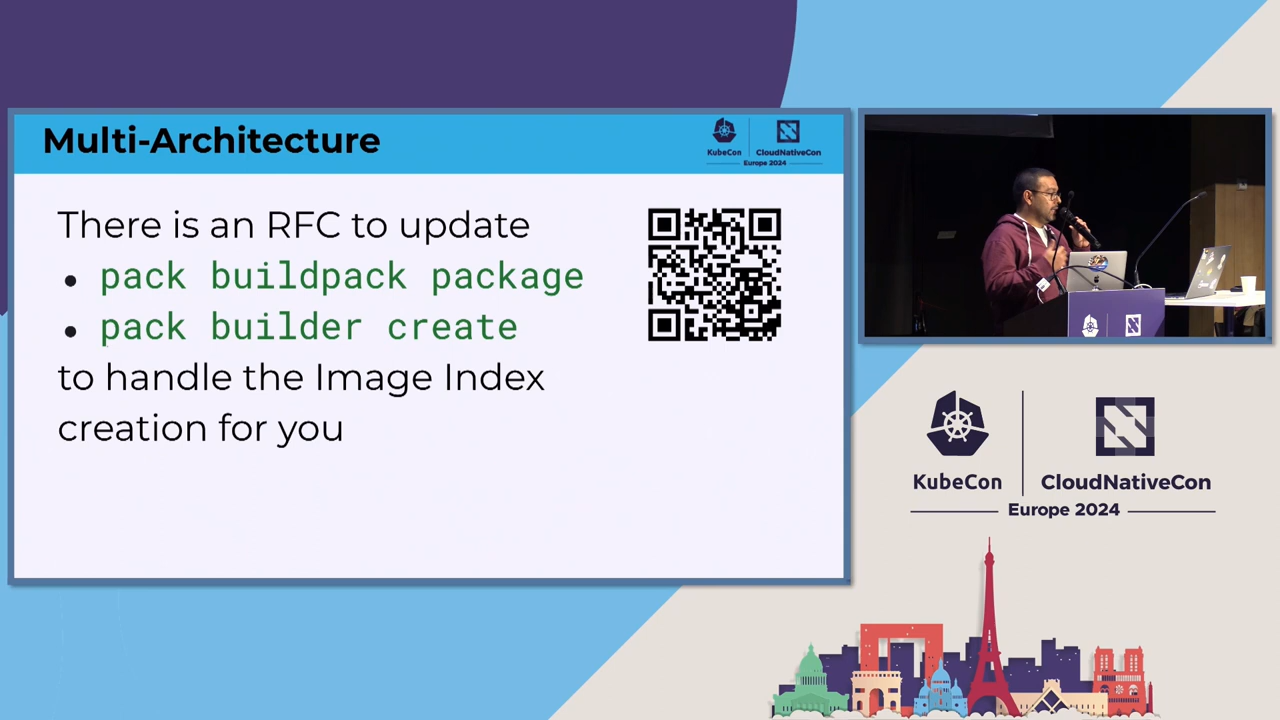 Multi-Architecture
KubeCon
CloudNativeCon
Europe 2024
There is an RFC to update
• pack buildpack package
• pack builder create
to handle the Image Index
creation for you
KubeCon
CloudNativeCon
Europe 2024